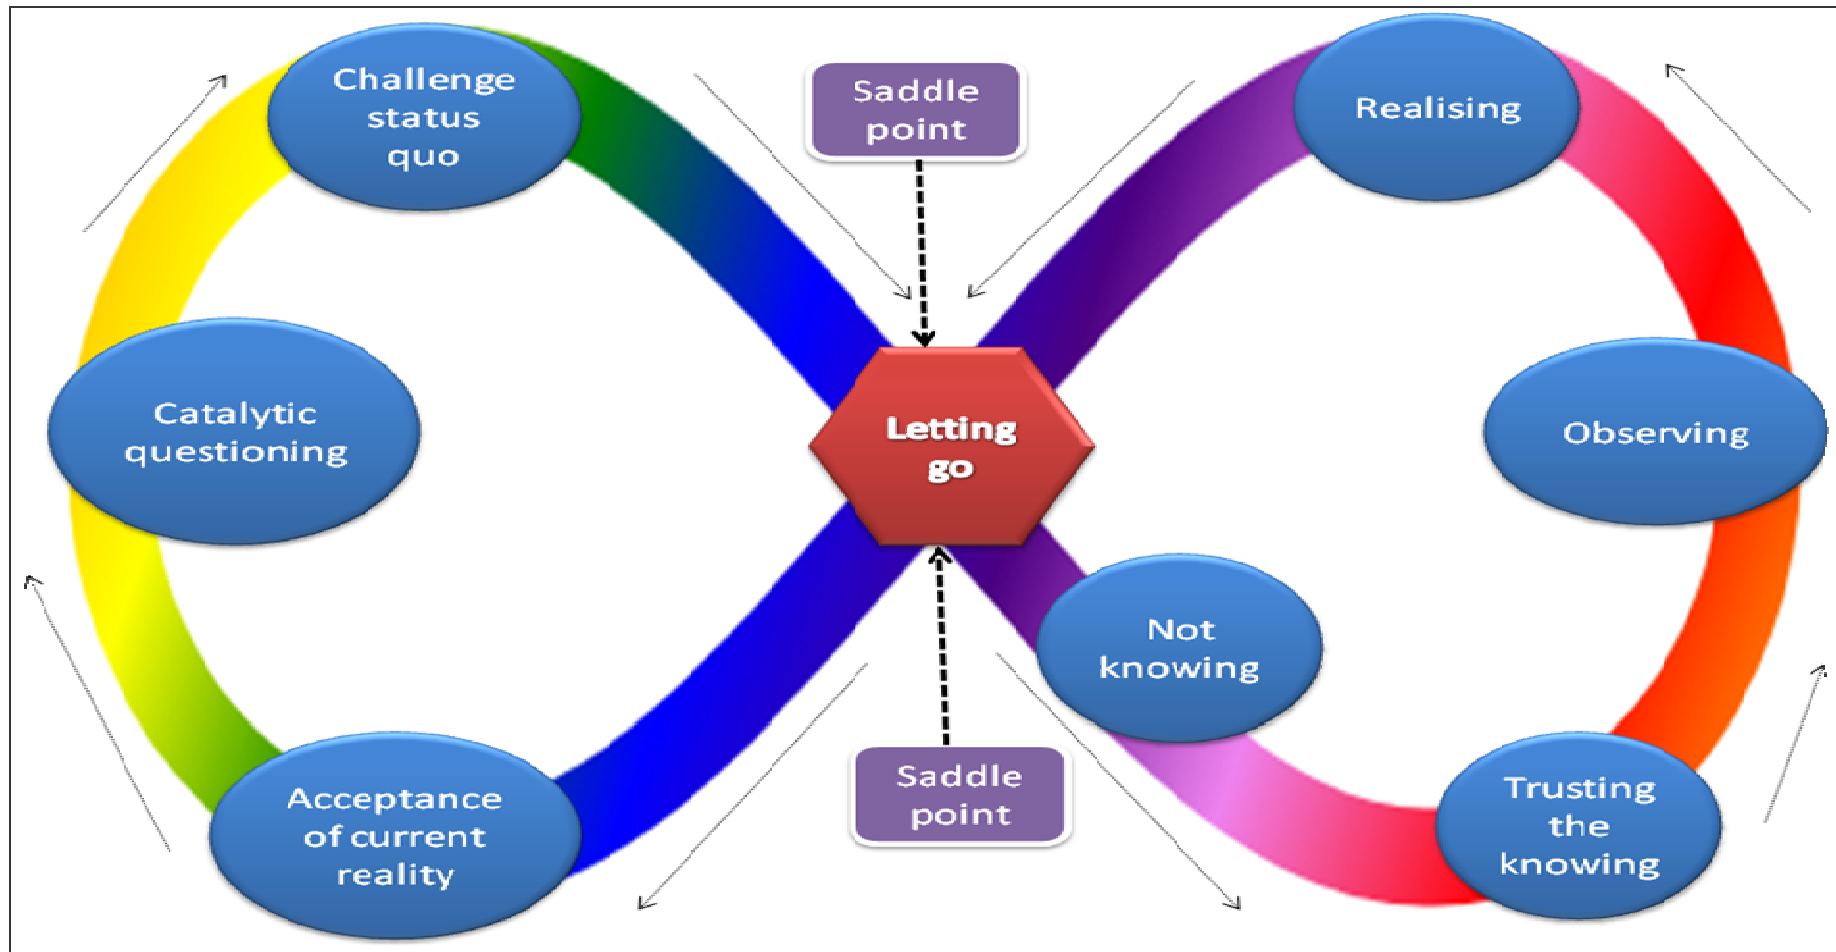 Challenge
status
quo
Saddle
point
Realising
Catalytic
questioning
Letting
go
Observing
Not
knowing
Acceptance
of current
reality
Saddle
point
Trusting
the
knowing